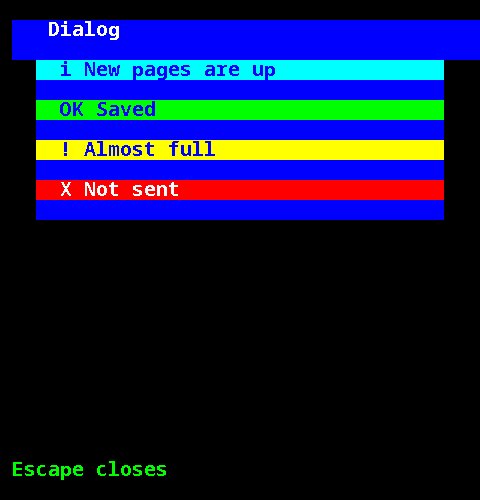 Dialog
i New pages are up
OK Saved
! Almost full
X Not sent
Escape closes